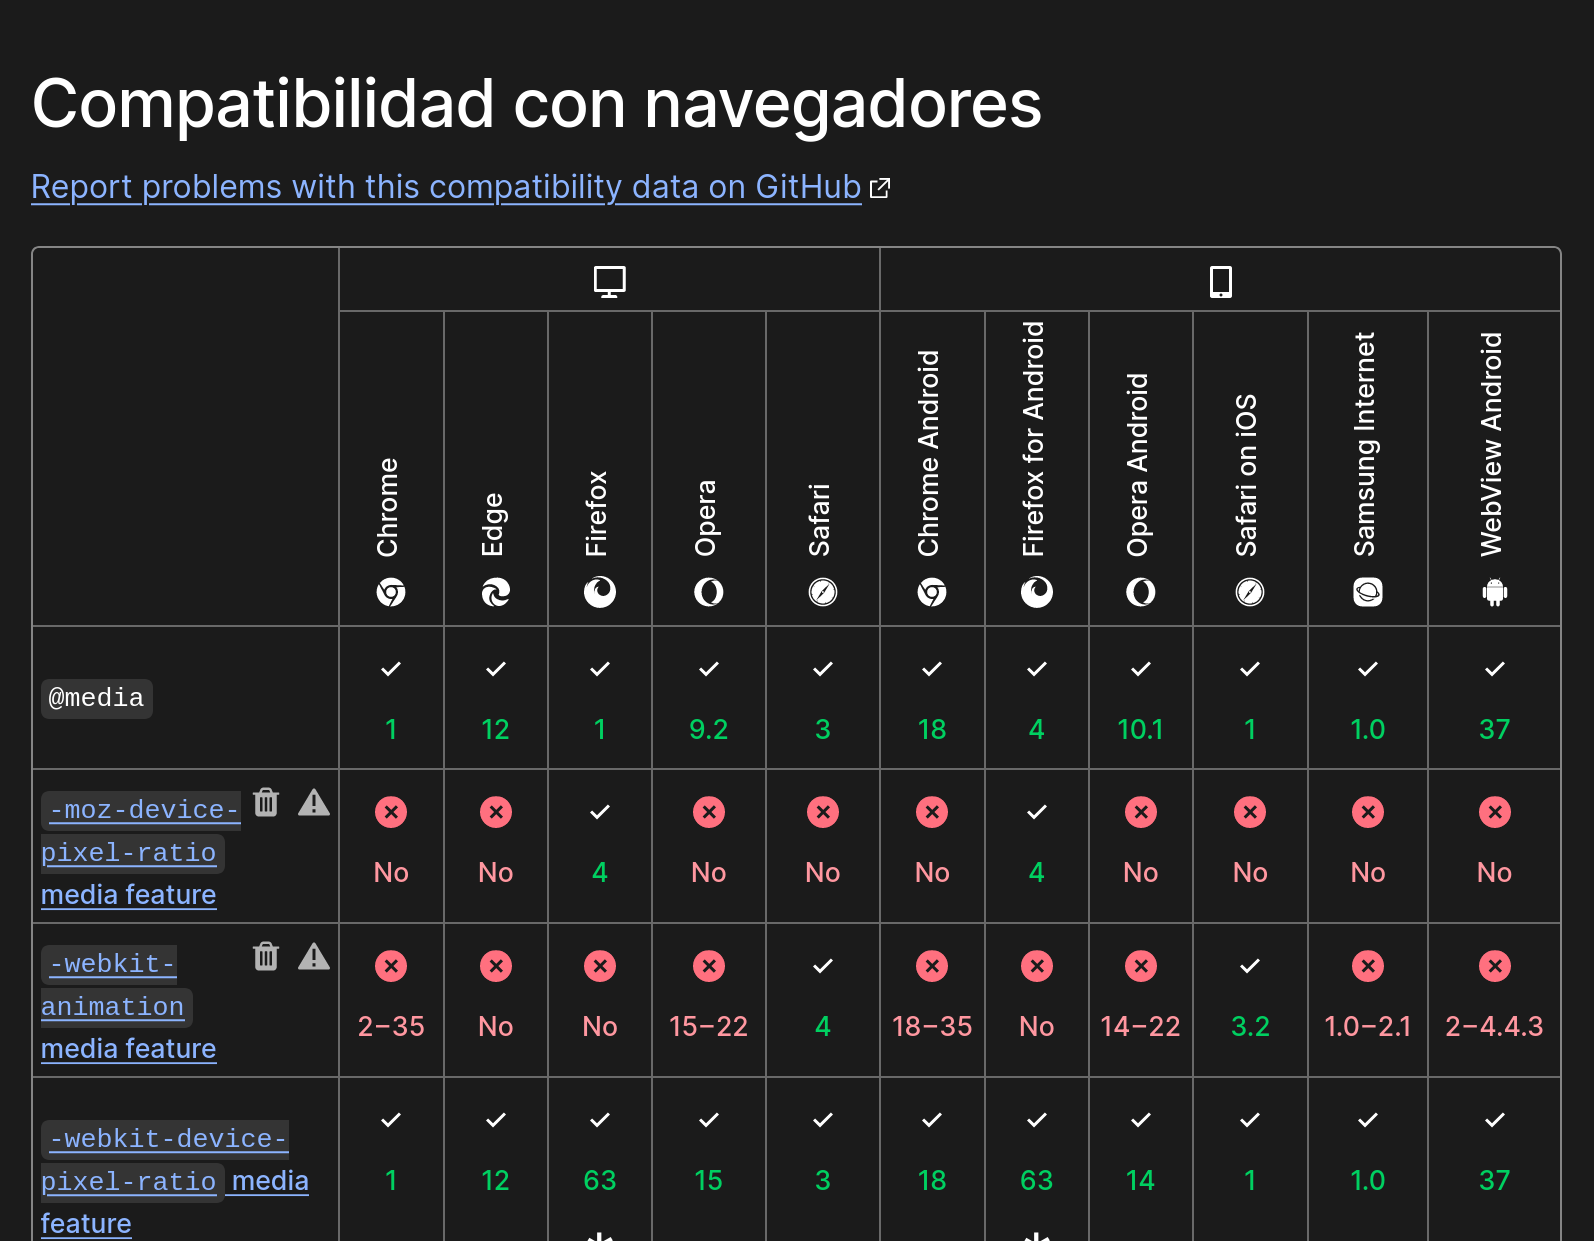 Compatibilidad con navegadores
Report problems with this compatibility data on GitHub
Chrome
Edge
Firefox
Opera
Safari
Chrome Android
Firefox for Android
Opera Android
Safari on iOS
Samsung Internet
WebView Android
@media
1 12 1 9.2 3 18 4 10.1 1 1.0 37
-moz-device-
pixel-ratio
media feature
No No 4 No No No 4 No No No No
-webkit-
animation
media feature
2–35 No No 15–22 4 18–35 No 14–22 3.2 1.0–2.1 2–4.4.3
-webkit-device-
pixel-ratio media
feature
1 12 63 15 3 18 63 14 1 1.0 37
* *